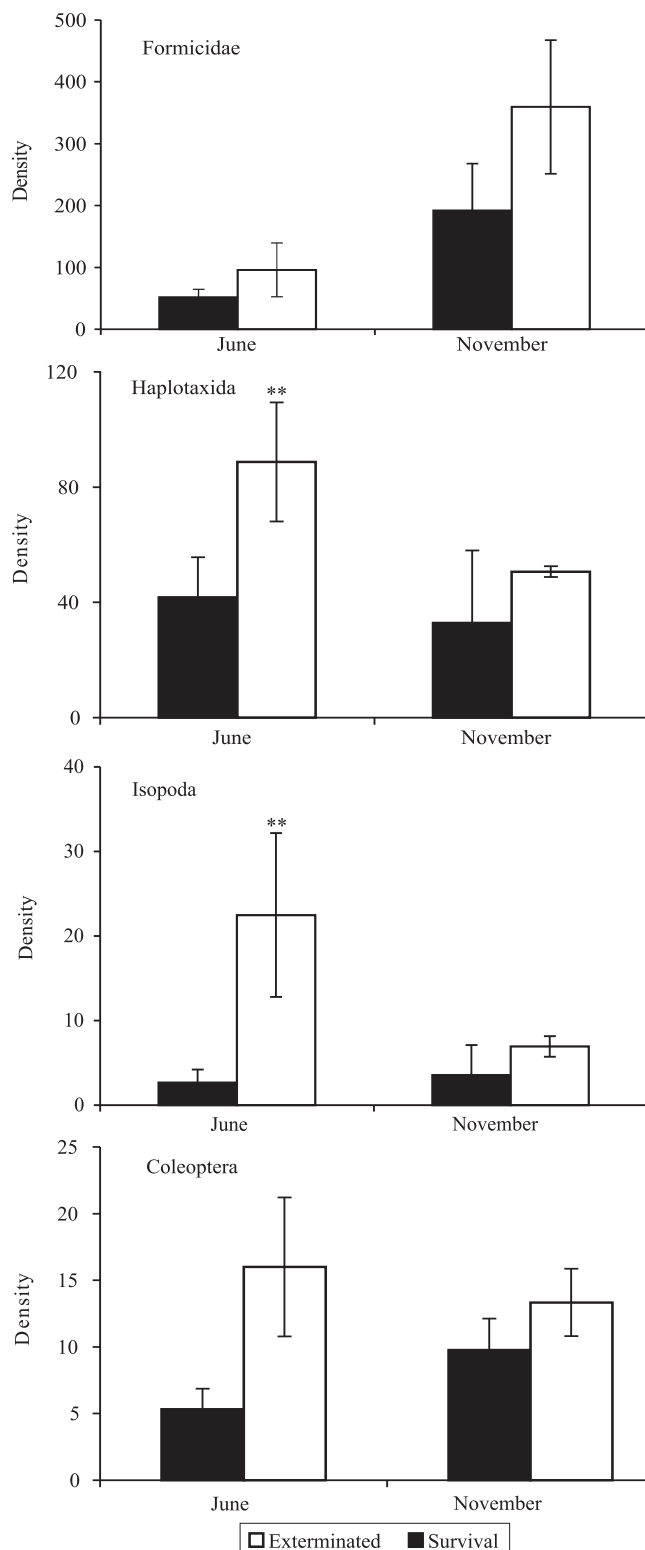 500
Formicidae
400
300
Density
200
100
0
June November
120
Haplotaxida
**
80
Density
40
0
June November
40
Isopoda
**
30
Density
20
10
0
June November
25
Coleoptera
20
15
Density
10
5
0
June November
Exterminated Survival